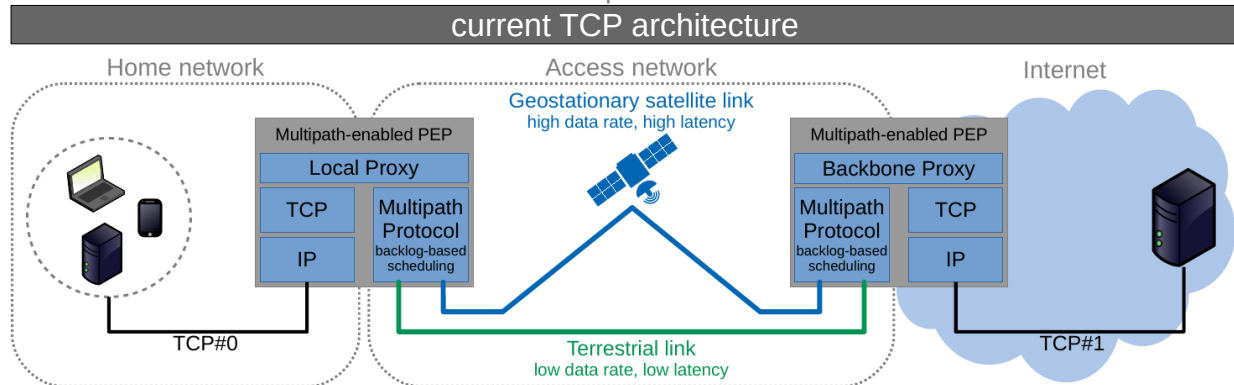 current TCP architecture
Home network
Access network
Internet
Geostationary satellite link
high data rate, high latency
Multipath-enabled PEP
Local Proxy
TCP
IP
Multipath
Protocol
backlog-based
scheduling
Multipath-enabled PEP
Backbone Proxy
Multipath
Protocol
backlog-based
scheduling
TCP
IP
TCP#0
Terrestrial link
low data rate, low latency
TCP#1